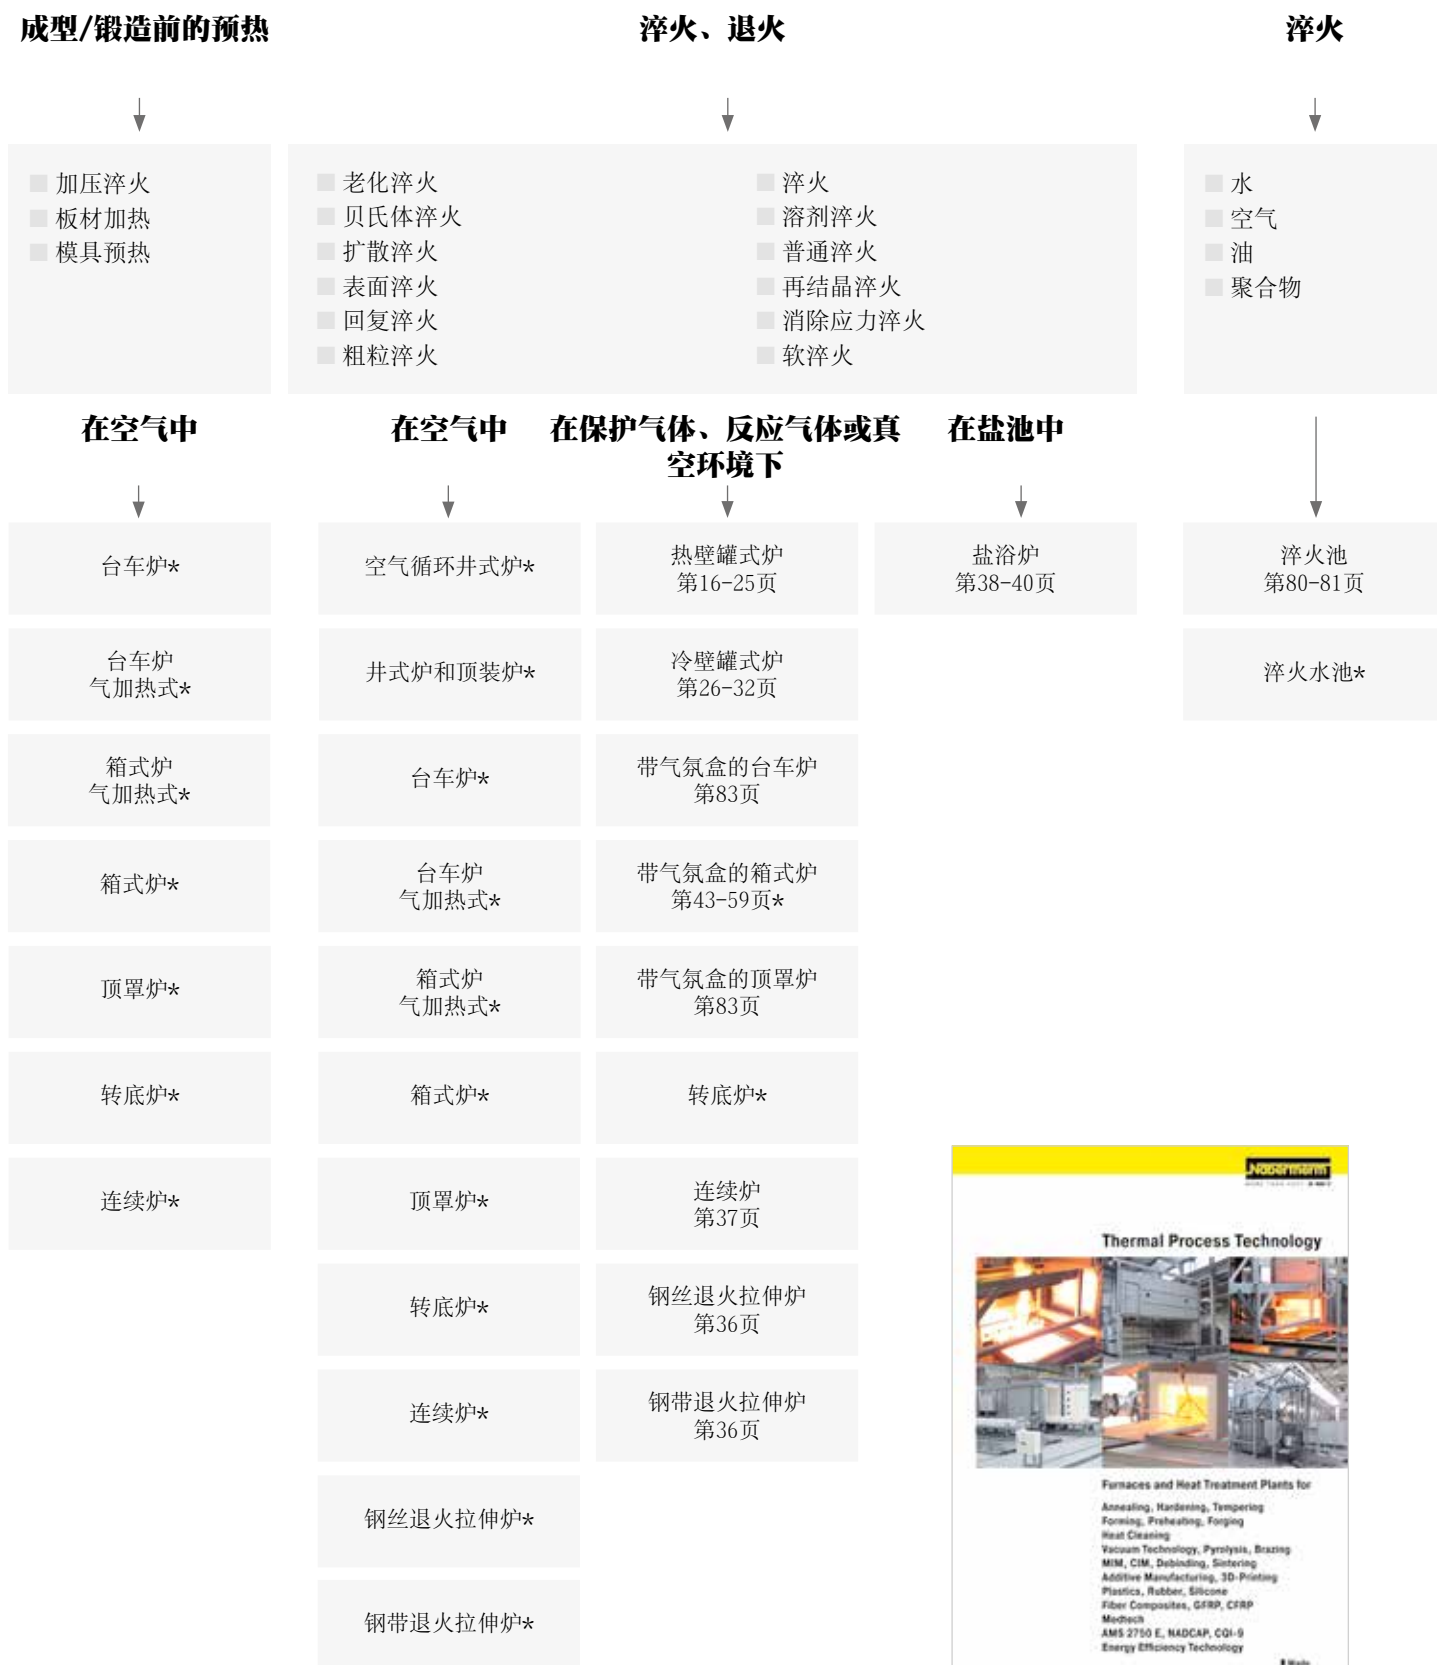 成型/锻造前的预热
淬火、退火
淬火
加压淬火
板材加热
模具预热
老化淬火
贝氏体淬火
扩散淬火
表面淬火
回复淬火
粗粒淬火
淬火
溶剂淬火
普通淬火
再结晶淬火
消除应力淬火
软淬火
水
空气
油
聚合物
在空气中
台车炉*
台车炉
气加热式*
箱式炉
气加热式*
箱式炉*
顶罩炉*
转底炉*
连续炉*
在空气中
空气循环井式炉*
井式炉和顶装炉*
台车炉*
台车炉
气加热式*
箱式炉
气加热式*
箱式炉*
顶罩炉*
转底炉*
连续炉*
钢丝退火拉伸炉*
钢带退火拉伸炉*
在保护气体、反应气体或真
空环境下
热壁罐式炉
第16-25页
冷壁罐式炉
第26-32页
带气氛盒的台车炉
第83页
带气氛盒的箱式炉
第43-59页*
带气氛盒的顶罩炉
第83页
转底炉*
连续炉
第37页
钢丝退火拉伸炉
第36页
钢带退火拉伸炉
第36页
在盐池中
盐浴炉
第38-40页
淬火池
第80-81页
淬火水池*
Nabertherm
Thermal Process Technology
Furnaces and Heat Treatment Plants for
Annealing, Hardening, Tempering
Forming, Preheating, Forging
Heat Cleaning
Vacuum Technology, Pyrolysis, Brazing
MIM, CIM, Debinding, Sintering
Additive Manufacturing, 3D-Printing
Plastics, Rubber, Silicone
Fiber Composites, GFRP, CFRP
Medtech
AMS 2750 E, NADCAP, CQI-9
Energy Efficiency Technology